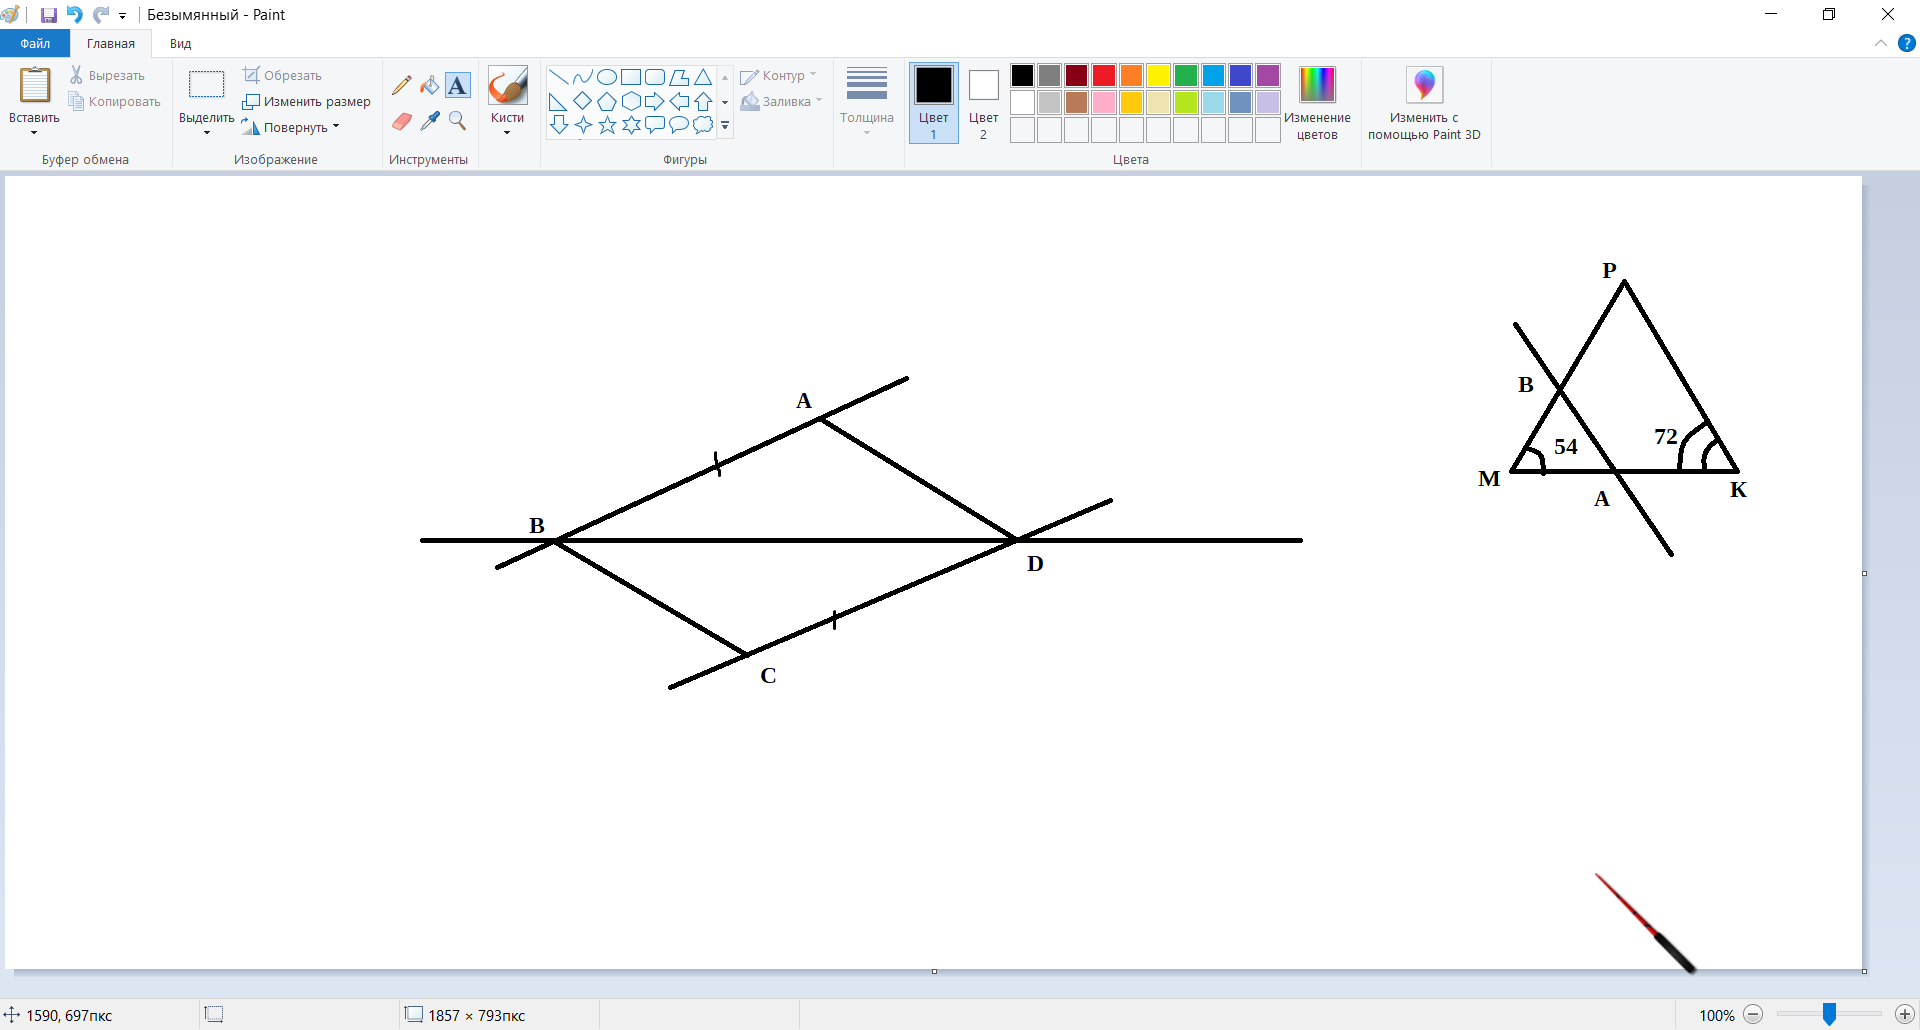 Безымянный - Paint
Файл
Главная
Вид
Вставить
Вырезать
Копировать
Буфер обмена
Выделить
Обрезать
Изменить размер
Повернуть
Изображение
A
Инструменты
Кисти
Фигуры
Контур
Заливка
Толщина
Цвет
1
Цвет
2
Изменение
цветов
Цвета
Изменить с
помощью Paint 3D
?
P
B
54
72
M
A
K
A
B
D
C
1590, 697пкс
1857 × 793пкс
100%